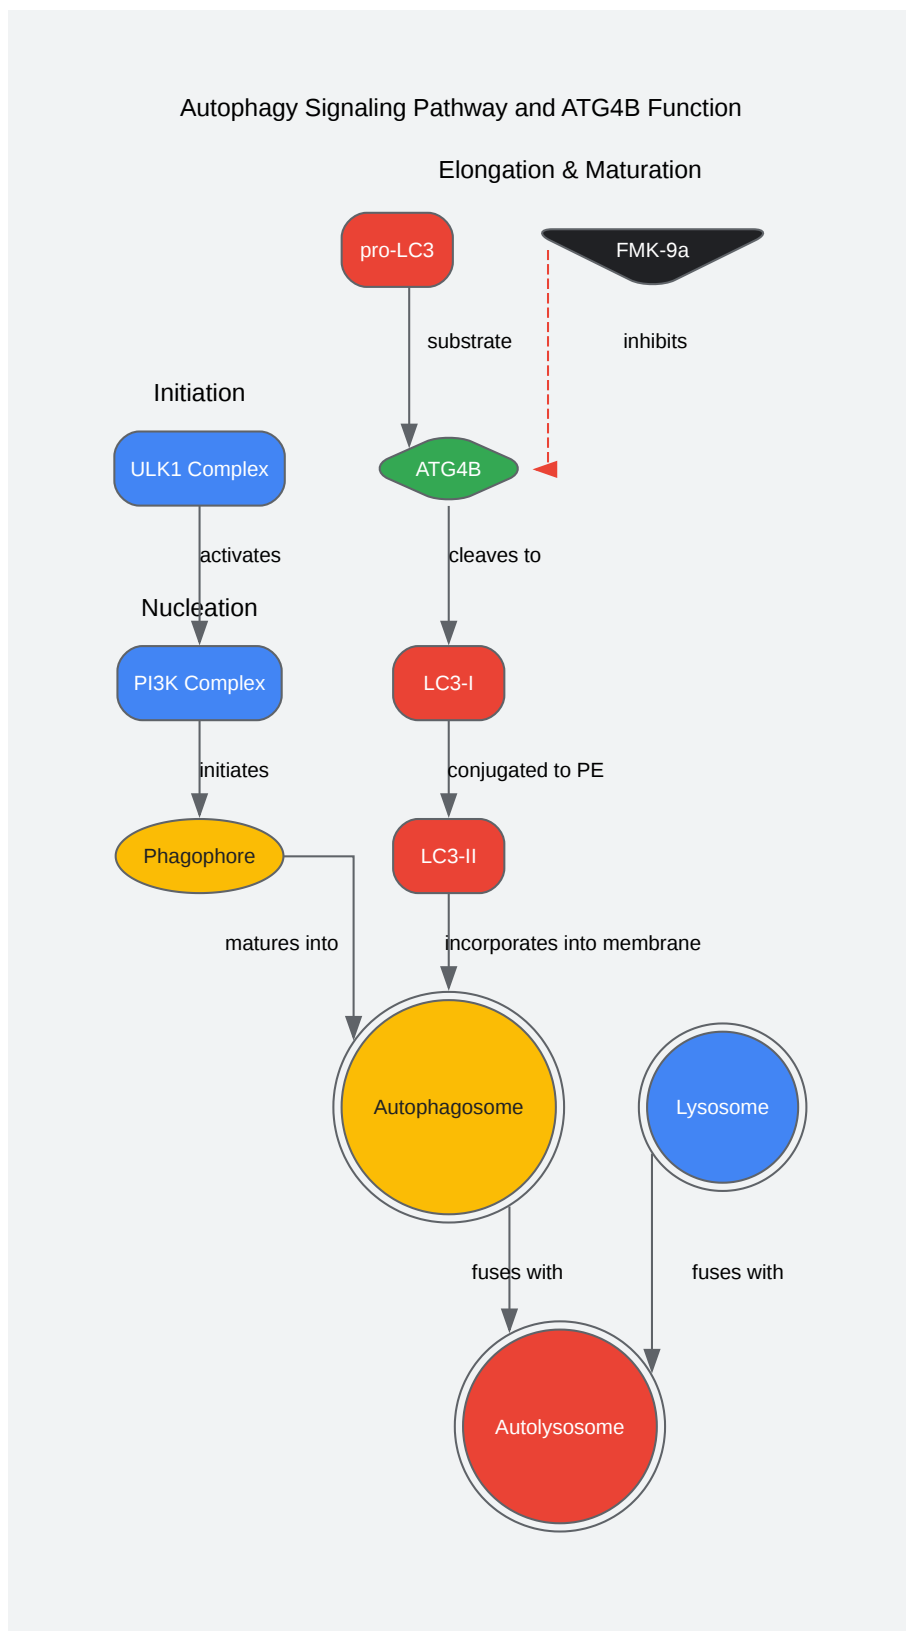 Autophagy Signaling Pathway and ATG4B Function
Elongation & Maturation
pro-LC3
FMK-9a
substrate
inhibits
Initiation
ULK1 Complex
ATG4B
activates
cleaves to
Nucleation
PI3K Complex
LC3-I
initiates
conjugated to PE
Phagophore
LC3-II
matures into
incorporates into membrane
Autophagosome
Lysosome
fuses with
fuses with
Autolysosome